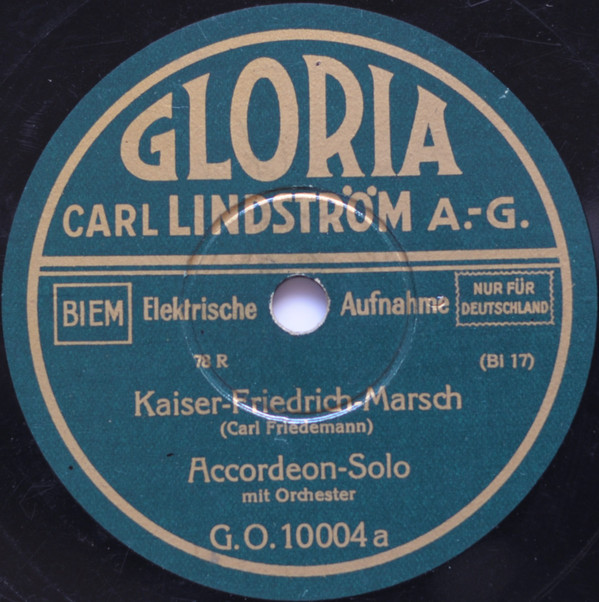 GLORIA
CARL LINDSTRÖM A.-G.
BIEM Elektrische Aufnahme NUR FÜR DEUTSCHLAND
78 R (BI 17)
Kaiser-Friedrich-Marsch
(Carl Friedemann)
Accordeon-Solo
mit Orchester
G.O. 10004 a